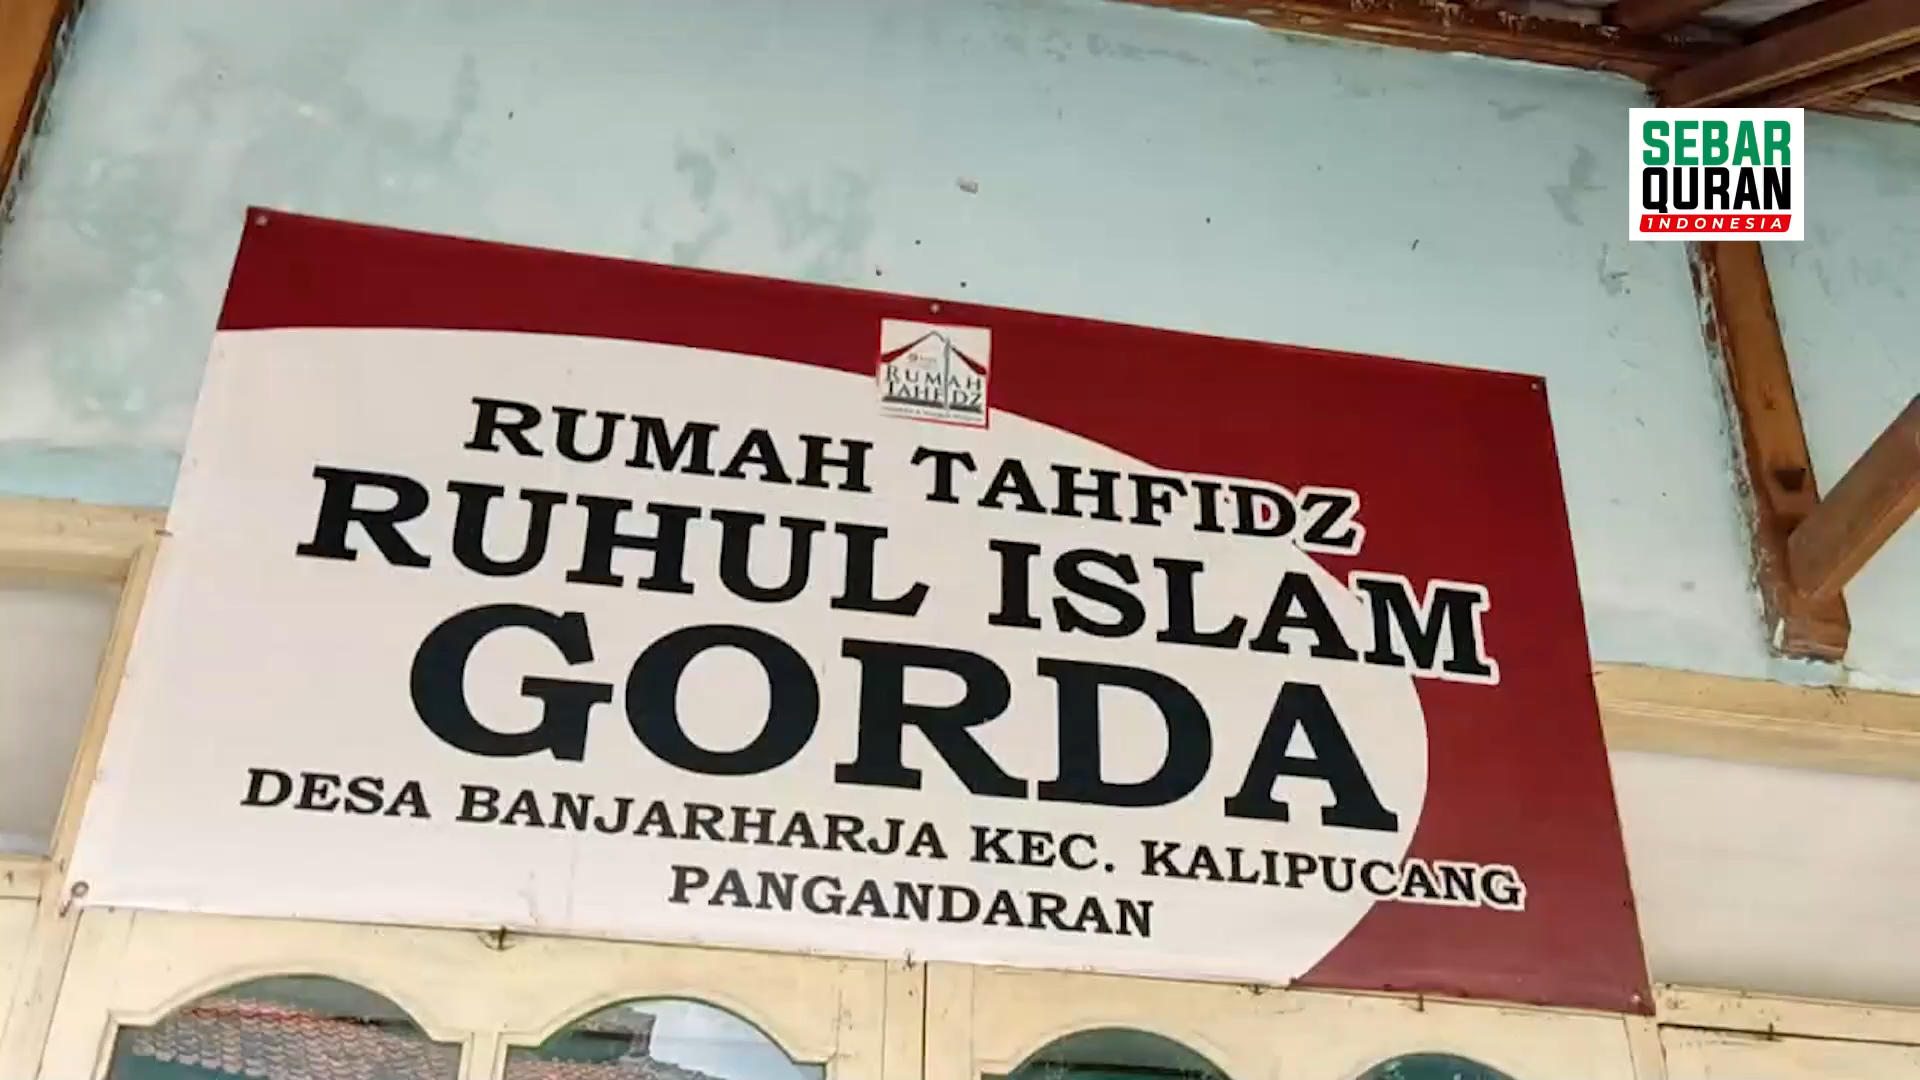 SEBAR
QURAN
INDONESIA
RUMAH
TAHFIDZ
RUMAH TAHFIDZ
RUHUL ISLAM
GORDA
DESA BANJARHARJA KEC. KALIPUCANG
PANGANDARAN